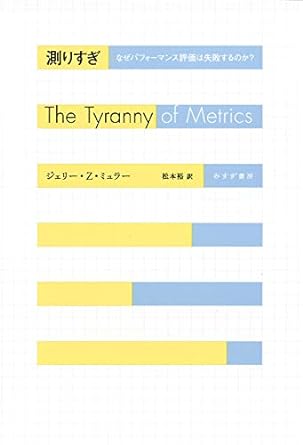 測りすぎ なぜパフォーマンス評価は失敗するのか?
The Tyranny of Metrics
ジェリー・Z・ミュラー 松本裕 訳 みすず書房